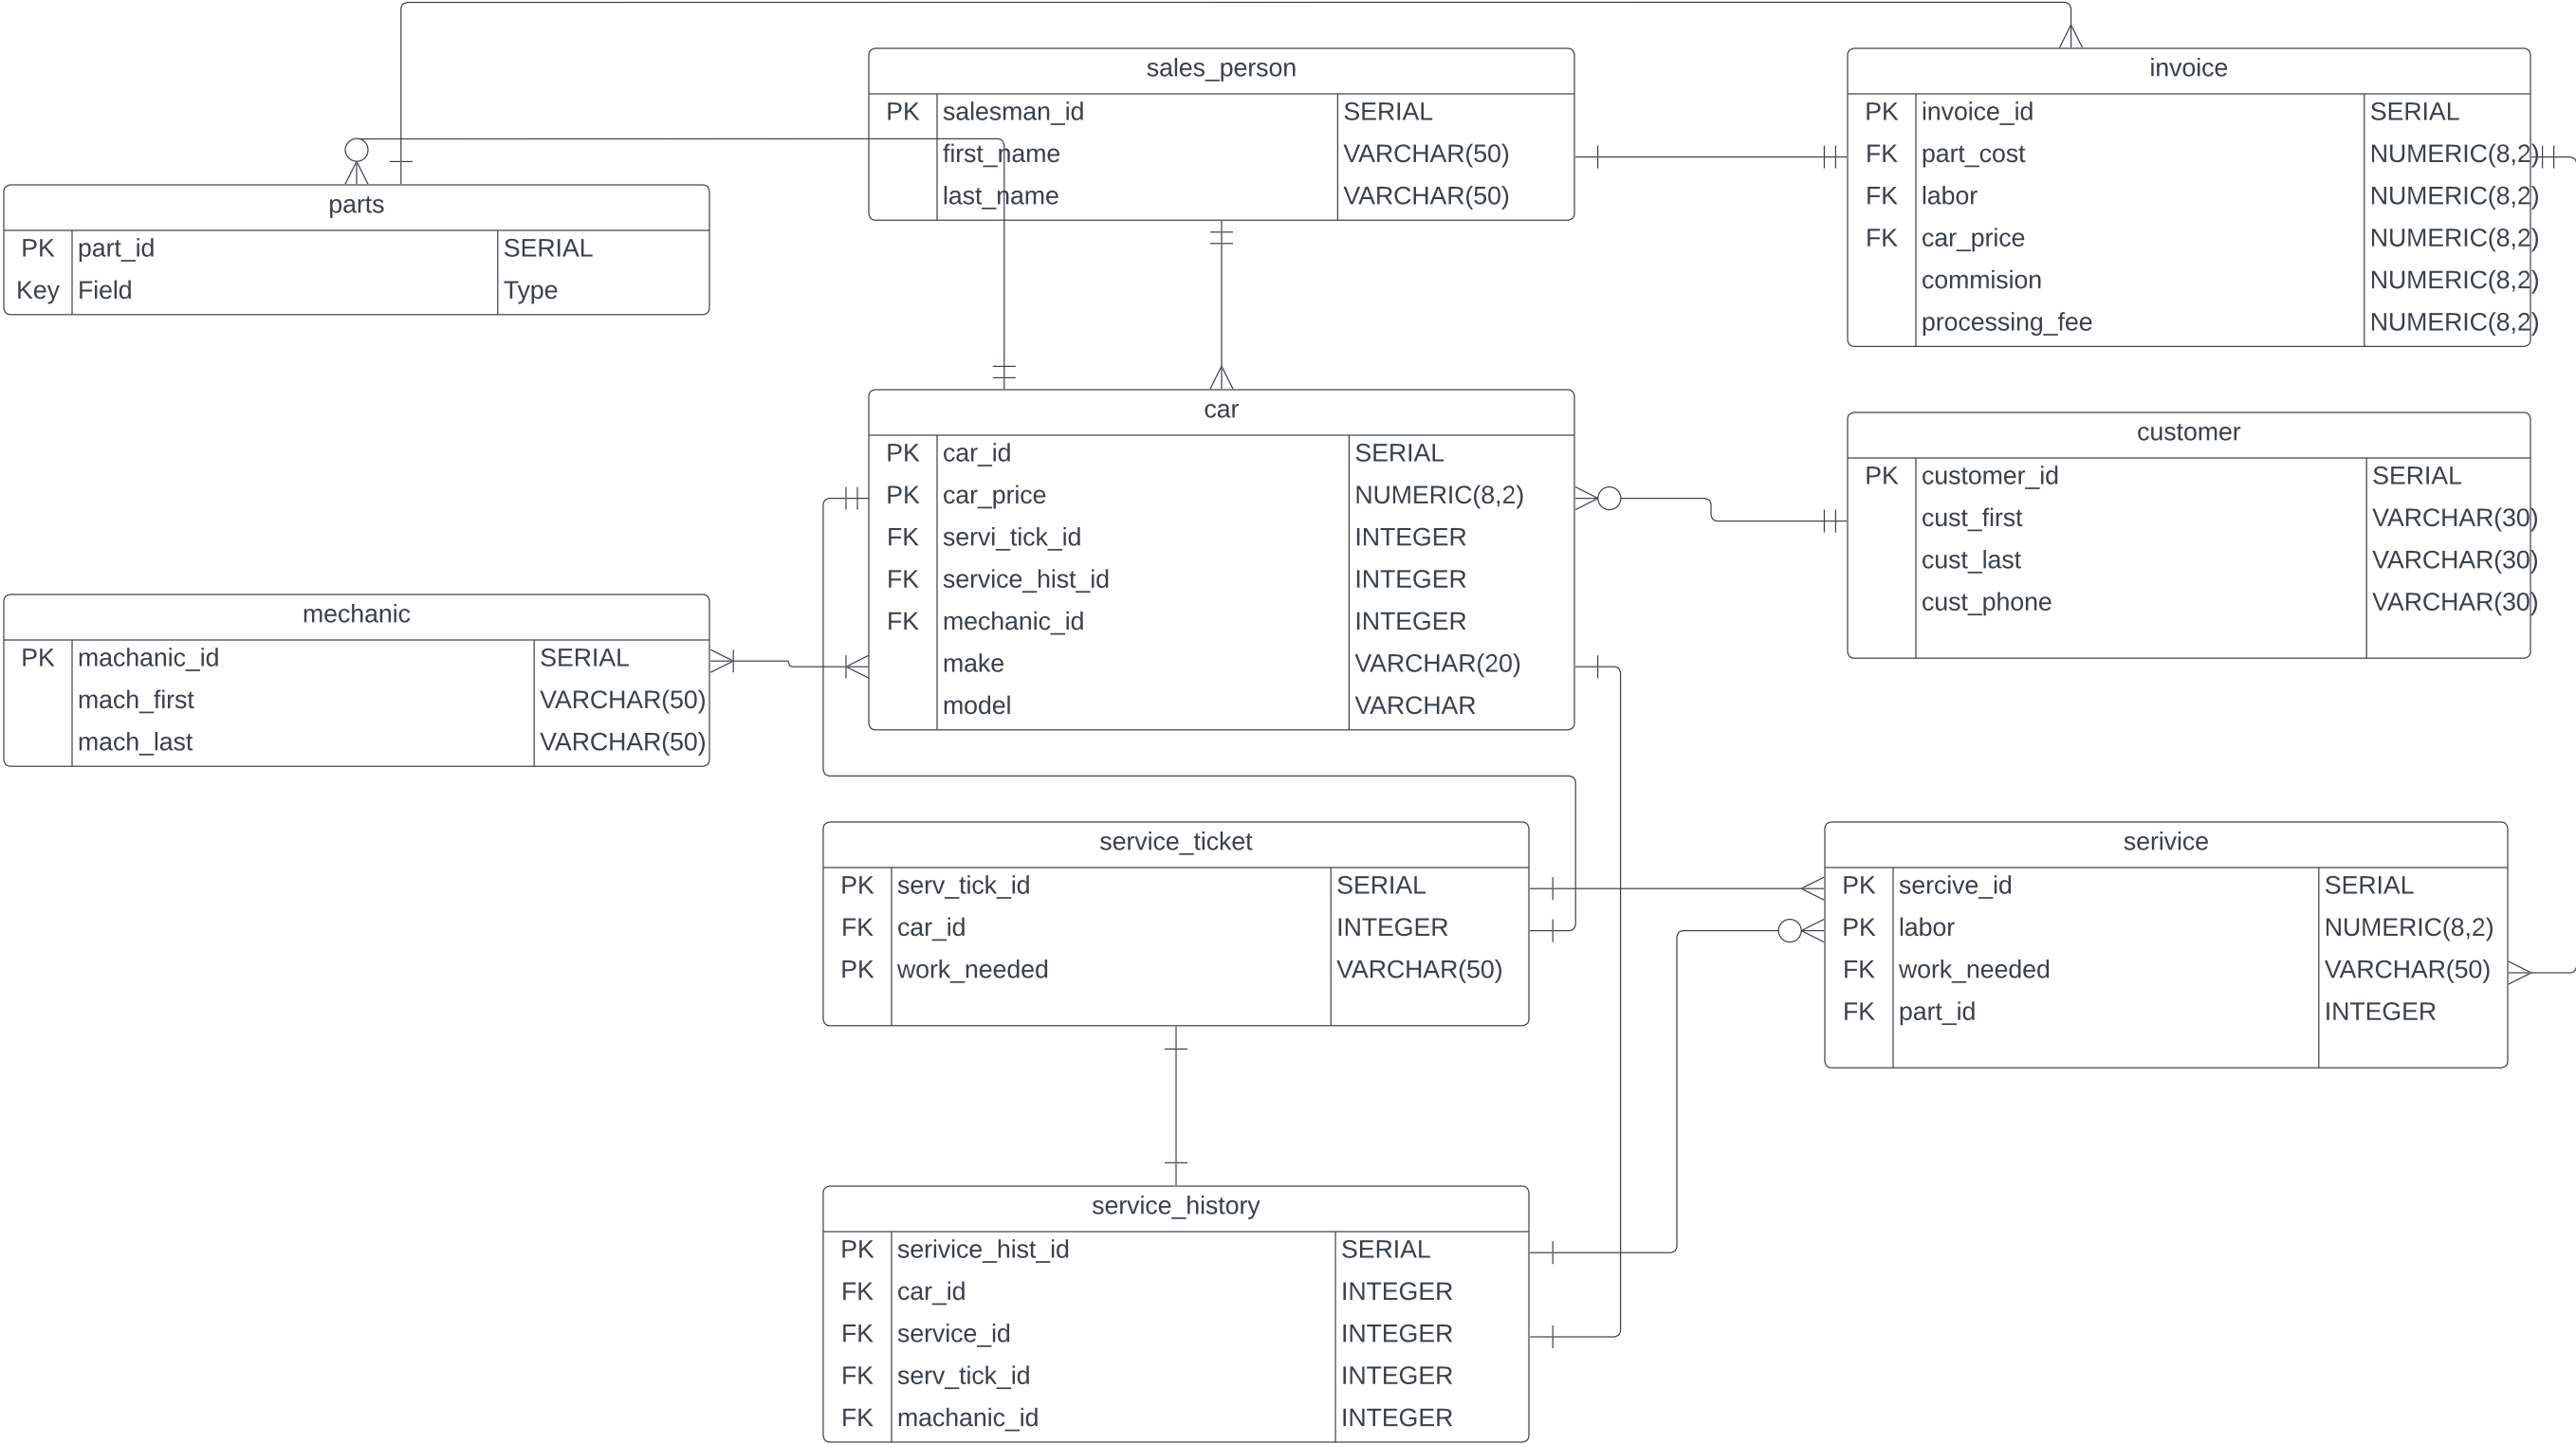 sales_person
PK salesman_id SERIAL
first_name VARCHAR(50)
last_name VARCHAR(50)
invoice
PK invoice_id SERIAL
FK part_cost NUMERIC(8,2)
FK labor NUMERIC(8,2)
FK car_price NUMERIC(8,2)
commision NUMERIC(8,2)
processing_fee NUMERIC(8,2)
parts
PK part_id SERIAL
Key Field Type
car
PK car_id SERIAL
PK car_price NUMERIC(8,2)
FK servi_tick_id INTEGER
FK service_hist_id INTEGER
FK mechanic_id INTEGER
make VARCHAR(20)
model VARCHAR
customer
PK customer_id SERIAL
cust_first VARCHAR(30)
cust_last VARCHAR(30)
cust_phone VARCHAR(30)
mechanic
PK machanic_id SERIAL
mach_first VARCHAR(50)
mach_last VARCHAR(50)
service_ticket
PK serv_tick_id SERIAL
FK car_id INTEGER
PK work_needed VARCHAR(50)
serivice
PK sercive_id SERIAL
PK labor NUMERIC(8,2)
FK work_needed VARCHAR(50)
FK part_id INTEGER
service_history
PK serivice_hist_id SERIAL
FK car_id INTEGER
FK service_id INTEGER
FK serv_tick_id INTEGER
FK machanic_id INTEGER